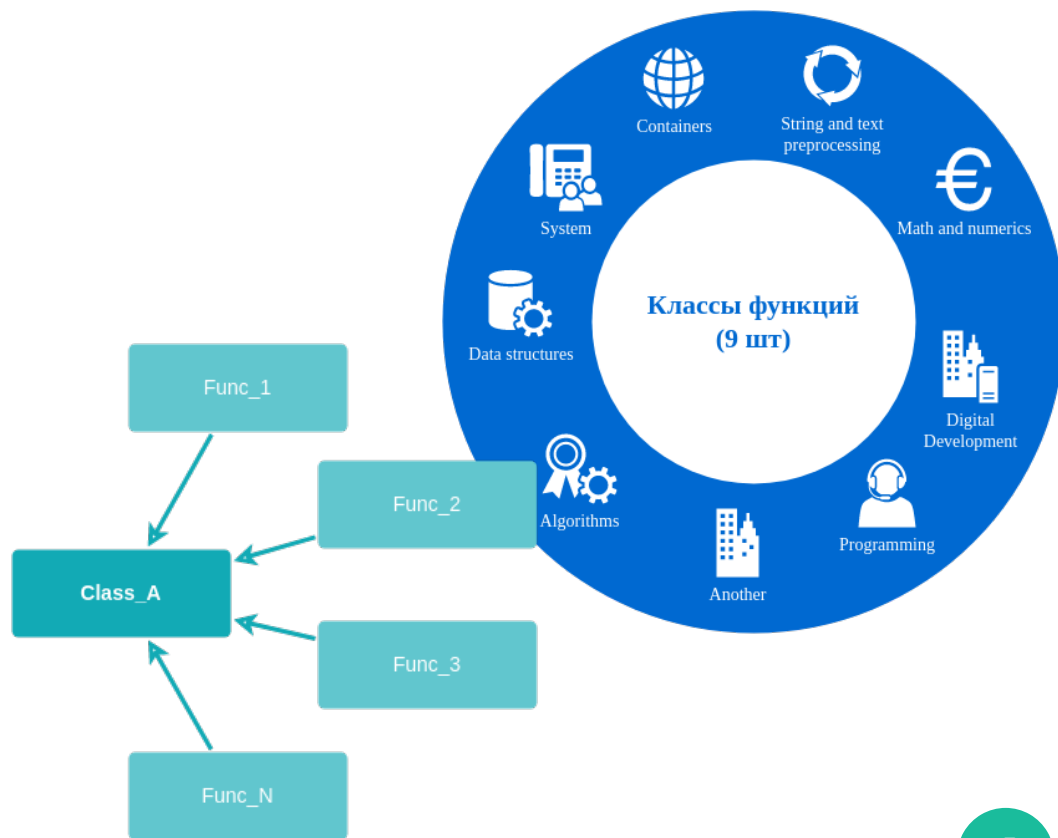 Containers
String and text
preprocessing
Math and numerics
System
Классы функций
(9 шт)
Data structures
Digital
Development
Algorithms
Programming
Another
Func_1
Func_2
Class_A
Func_3
Func_N